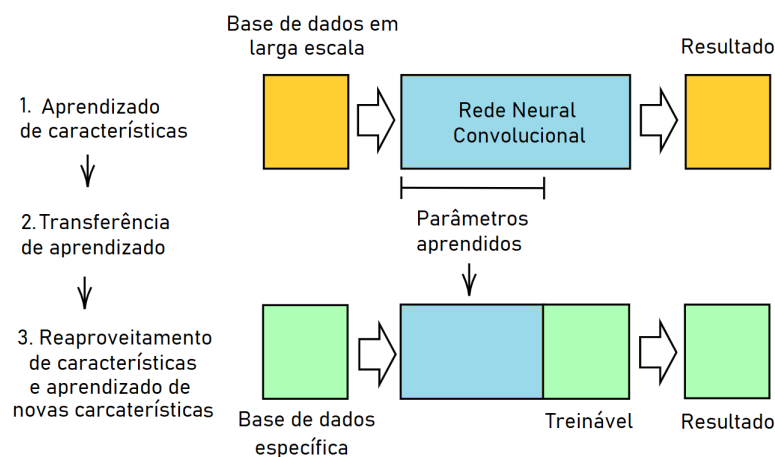 Base de dados em
larga escala
Resultado
1. Aprendizado
de características
Rede Neural
Convolucional
2. Transferência
de aprendizado
Parâmetros
aprendidos
3. Reaproveitamento
de características
e aprendizado de
novas carcaterísticas
Base de dados
específica
Treinável
Resultado